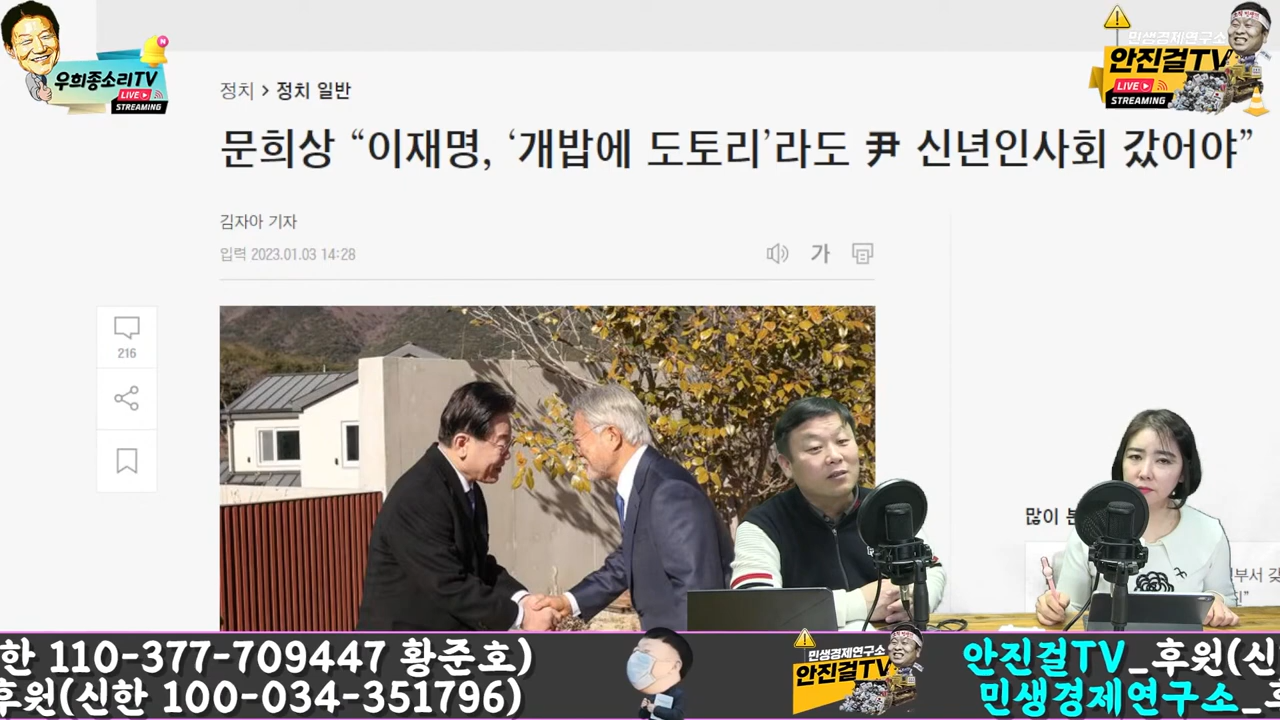 우희종소리TV
LIVE
STREAMING
민생경제연구소
안진걸TV
LIVE
STREAMING
정치 > 정치 일반
문희상 “이재명, ‘개밥에 도토리’라도 尹 신년인사회 갔어야”
김자아 기자
입력 2023.01.03 14:28
가
216
많이 본
부서 갖
한 110-377-709447 황준호)
후원(신한 100-034-351796)
민생경제연구소
안진걸TV
안진걸TV_후원(신
민생경제연구소_후